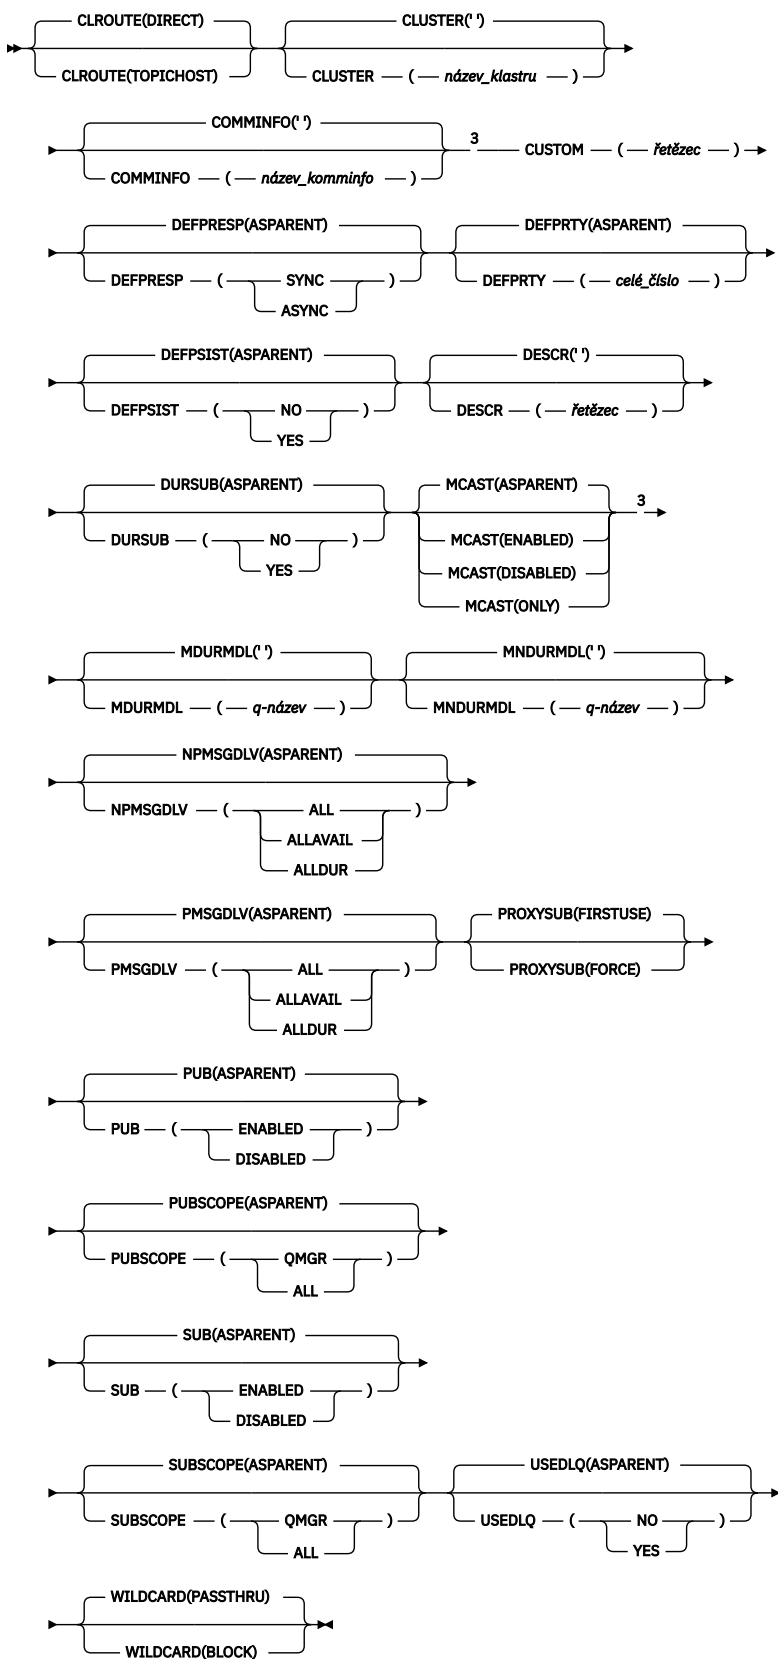 CLROUTE(DIRECT) CLUSTER(' ')
CLROUTE(TOPICHOST) CLUSTER ( název_klastru )
COMMINFO(' ')
3
CUSTOM ( řetězec )
COMMINFO ( název_komminfo )
DEFPRESP(ASPARENT) DEFPRTY(ASPARENT)
DEFPRESP ( SYNC ) DEFPRTY ( celé_číslo )
ASYNC
DEFPSIST(ASPARENT) DESCR(' ')
DEFPSIST ( NO ) DESCR ( řetězec )
YES
DURSUB(ASPARENT) MCAST(ASPARENT)
3
DURSUB ( NO ) MCAST(ENABLED)
YES MCAST(DISABLED)
MCAST(ONLY)
MDURMDL(' ') MNDURMDL(' ')
MDURMDL ( q-název ) MNDURMDL ( q-název )
NPMSGDLV(ASPARENT)
NPMSGDLV ( ALL )
ALLAVAIL
ALLDUR
PMSGDLV(ASPARENT) PROXYSUB(FIRSTUSE)
PMSGDLV ( ALL ) PROXYSUB(FORCE)
ALLAVAIL
ALLDUR
PUB(ASPARENT)
PUB ( ENABLED )
DISABLED
PUBSCOPE(ASPARENT)
PUBSCOPE ( QMGR )
ALL
SUB(ASPARENT)
SUB ( ENABLED )
DISABLED
SUBSCOPE(ASPARENT) USEDLQ(ASPARENT)
SUBSCOPE ( QMGR ) USEDLQ ( NO )
ALL YES
WILDCARD(PASSTHRU)
WILDCARD(BLOCK)